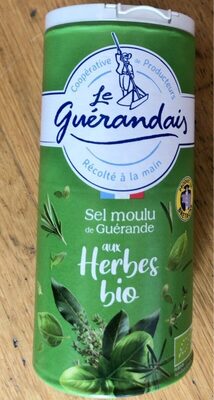 Coopérative de Producteurs
Le
Guérandais
Récolté à la main
Sel moulu
de Guérande
aux
Herbes
bio